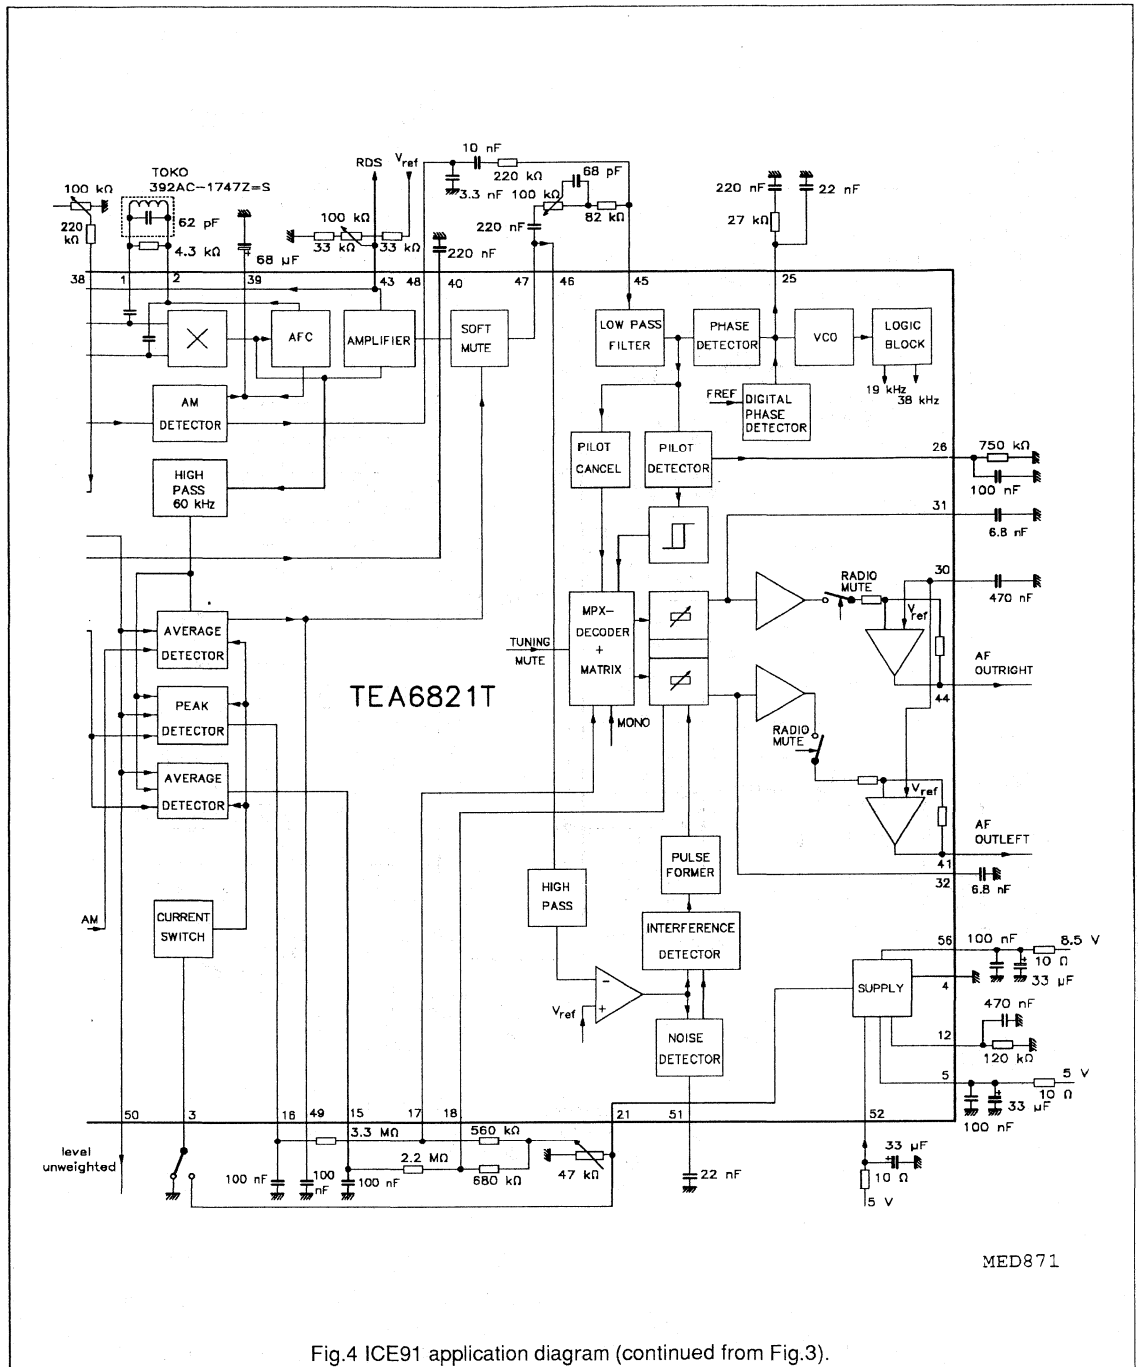 TOKO
392AC-1747Z=S
100 kΩ
220
kΩ
62 pF
4.3 kΩ
68 µF
+
RDS
Vref
100 kΩ
33 kΩ
33 kΩ
220 nF
10 nF
220 kΩ
3.3 nF
68 pF
100 kΩ
82 kΩ
220 nF
220 nF
22 nF
27 kΩ
38
1
2
39
43
48
40
47
46
45
25
AFC
AMPLIFIER
SOFT
MUTE
LOW PASS
FILTER
PHASE
DETECTOR
VCO
LOGIC
BLOCK
19 kHz
38 kHz
FREF
DIGITAL
PHASE
DETECTOR
AM
DETECTOR
HIGH
PASS
60 kHz
PILOT
CANCEL
PILOT
DETECTOR
26
750 kΩ
100 nF
31
6.8 nF
30
470 nF
RADIO
MUTE
Vref
AF
OUTRIGHT
44
MPX-
DECODER
+
MATRIX
TUNING
MUTE
MONO
AVERAGE
DETECTOR
PEAK
DETECTOR
AVERAGE
DETECTOR
TEA6821T
RADIO
MUTE
Vref
AF
OUTLEFT
41
32
6.8 nF
PULSE
FORMER
HIGH
PASS
INTERFERENCE
DETECTOR
NOISE
DETECTOR
Vref
-
+
AM
CURRENT
SWITCH
SUPPLY
56
100 nF
+
8.5 V
10 Ω
33 µF
4
470 nF
12
120 kΩ
5
5 V
10 Ω
+
33 µF
100 nF
50
3
16
49
15
17
18
21
51
52
level
unweighted
3.3 MΩ
560 kΩ
2.2 MΩ
680 kΩ
47 kΩ
100 nF
100
nF
100 nF
22 nF
33 µF
+
10 Ω
5 V
MED871
Fig.4 ICE91 application diagram (continued from Fig.3).